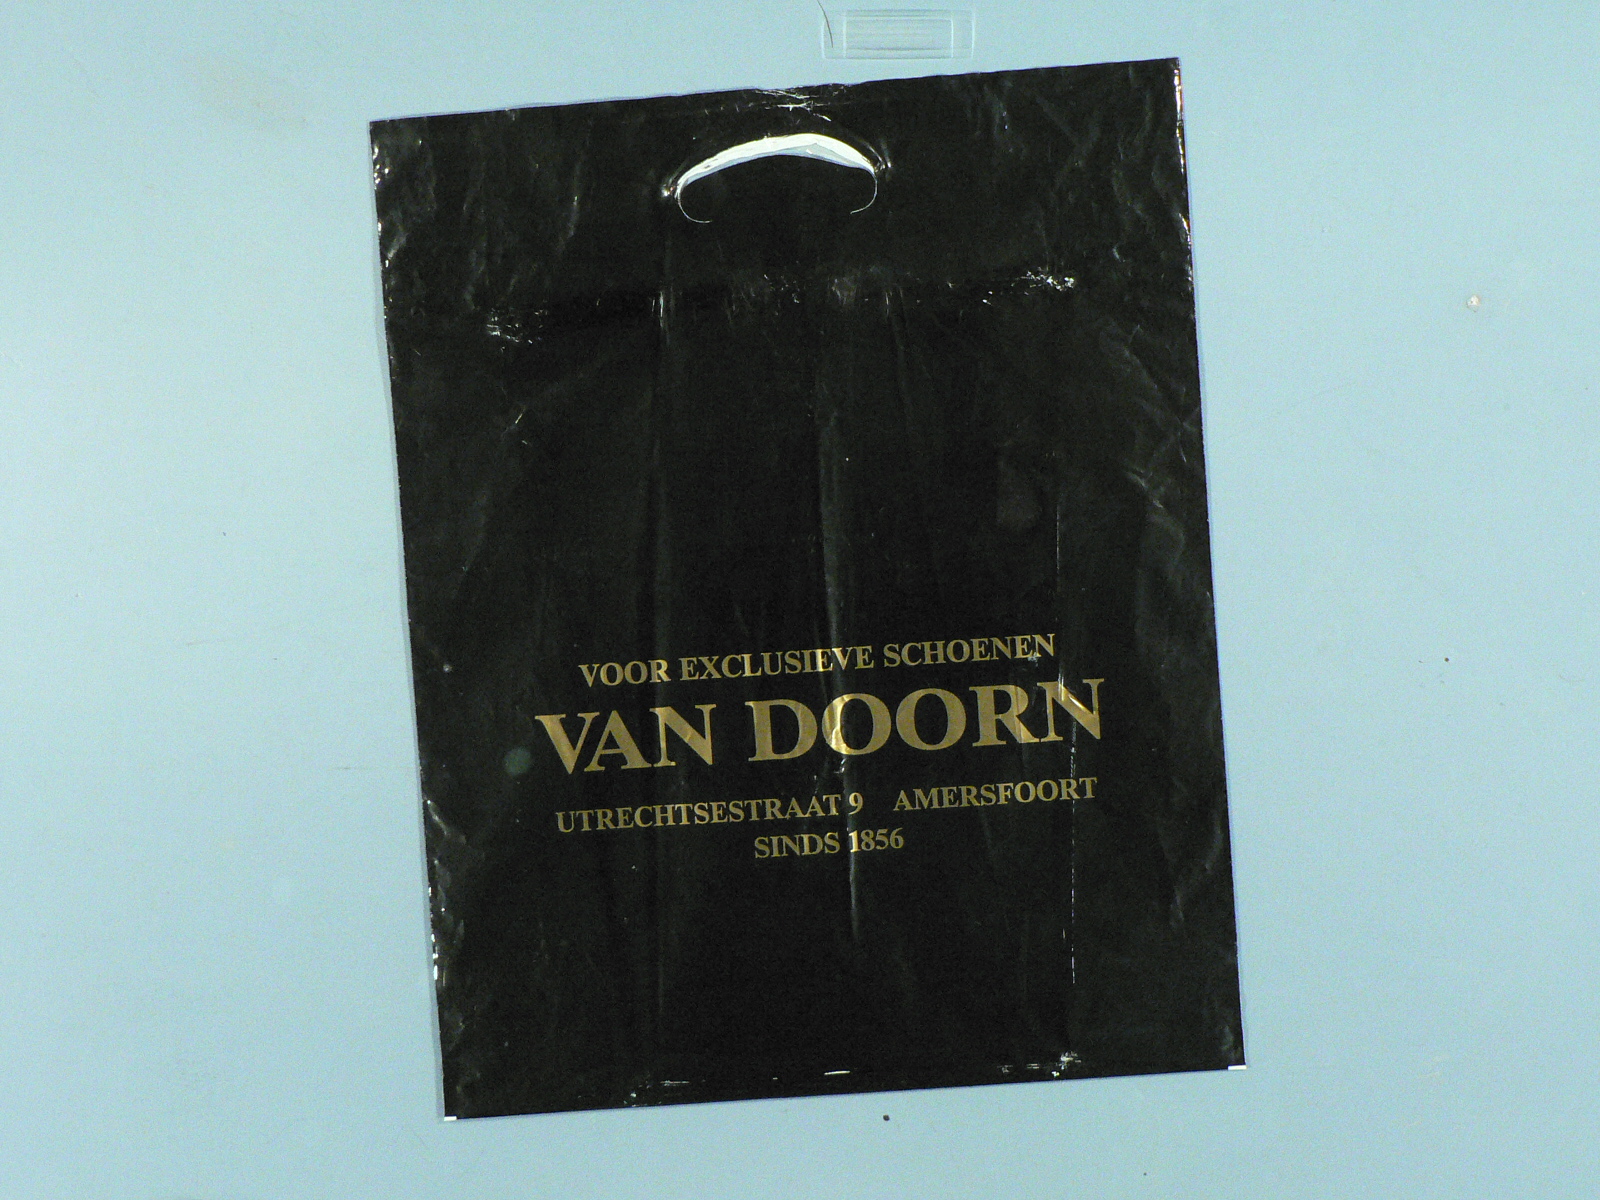 VOOR EXCLUSIEVE SCHOENEN
VAN DOORN
UTRECHTSESTRAAT 9 AMERSFOORT
SINDS 1856